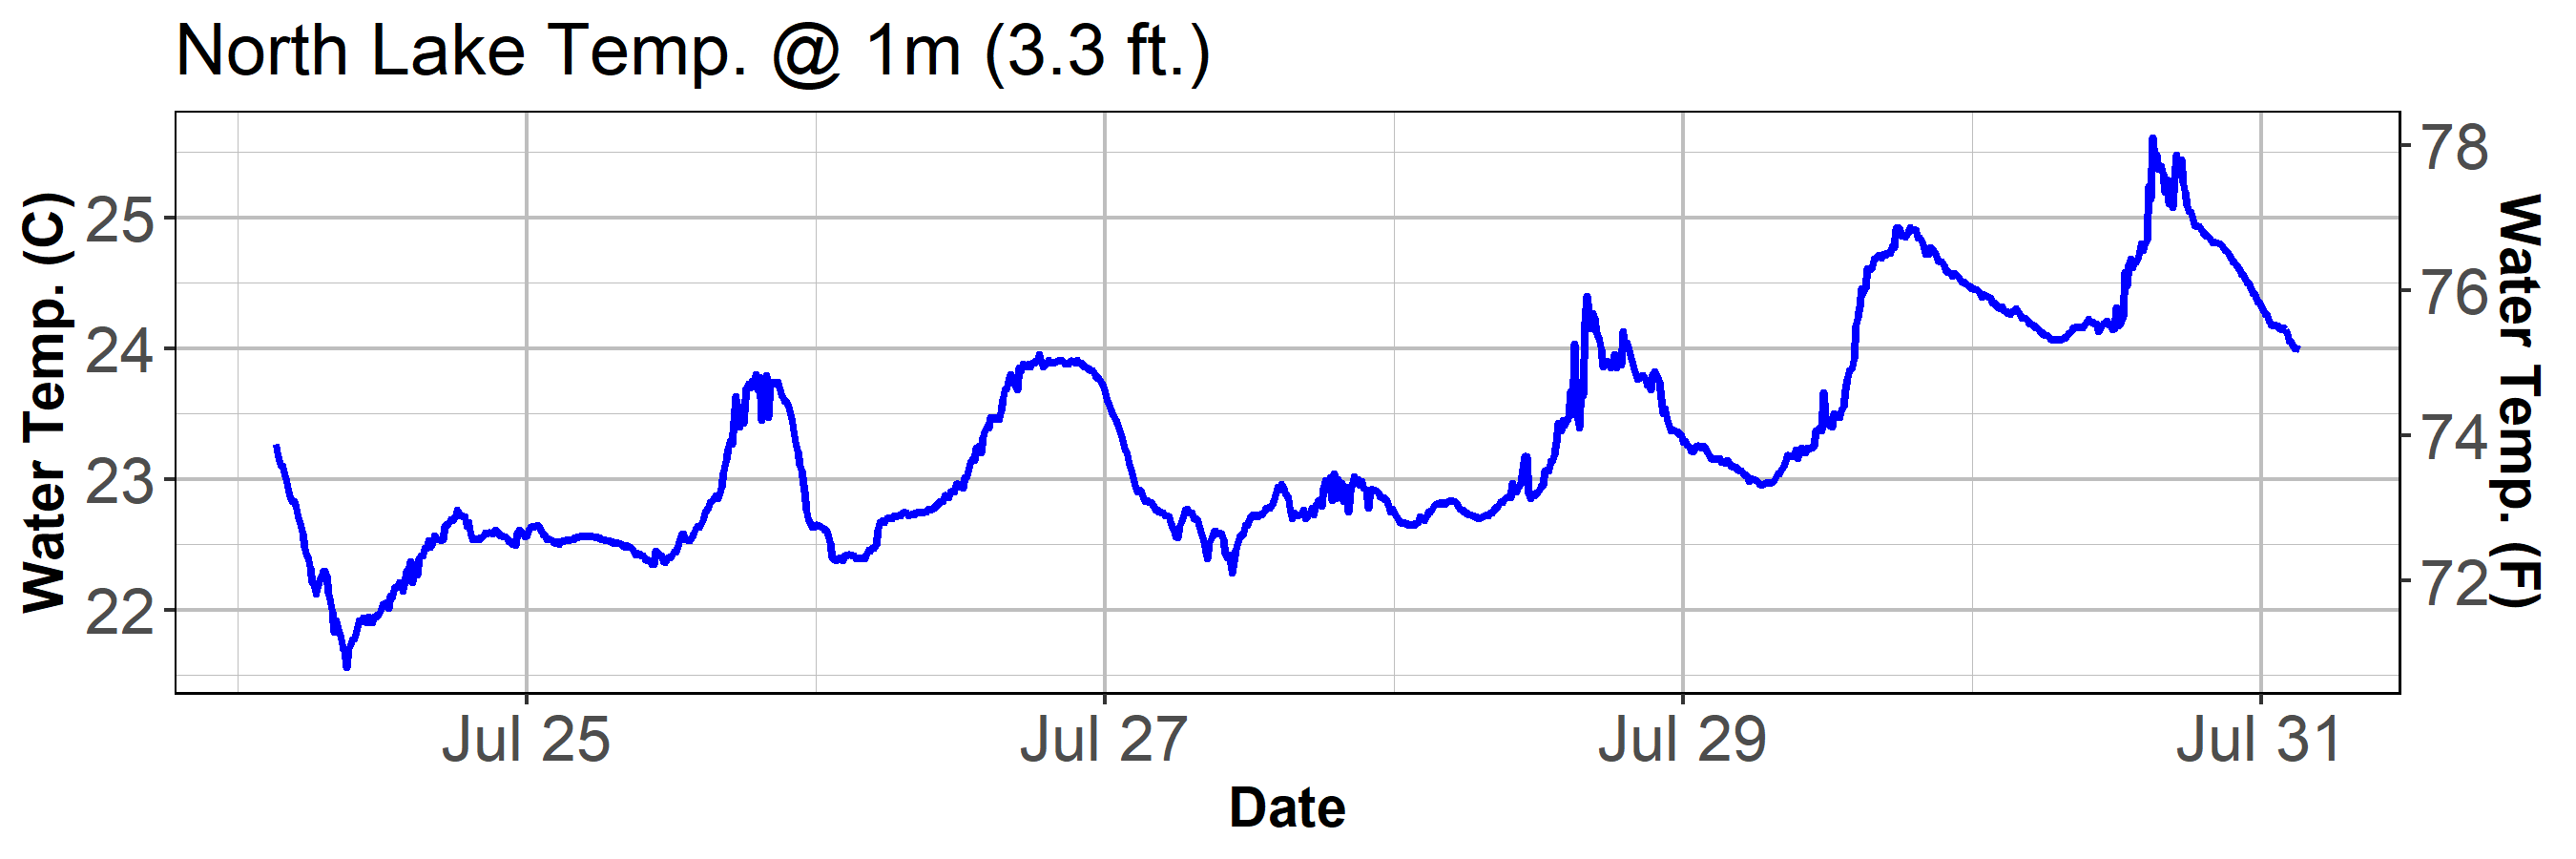 North Lake Temp. @ 1m (3.3 ft.)
Water Temp. (C)
25
24
23
22
78
76
74
72
Water Temp. (F)
Jul 25 Jul 27 Jul 29 Jul 31
Date